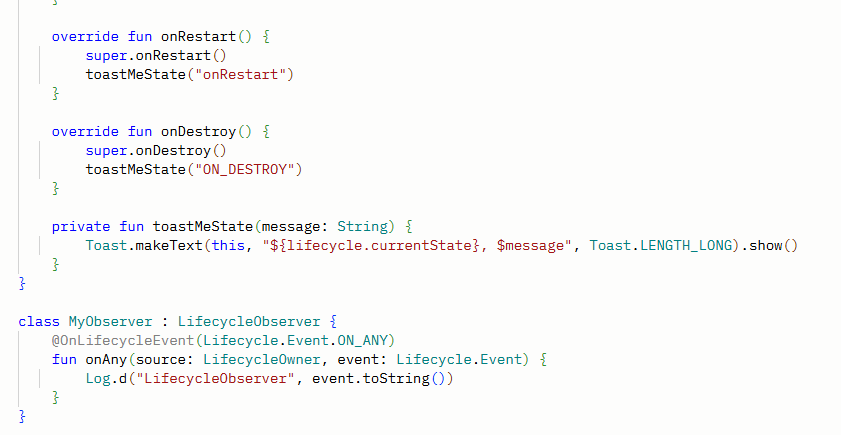 }
override fun onRestart() {
super.onRestart()
toastMeState("onRestart")
}
override fun onDestroy() {
super.onDestroy()
toastMeState("ON_DESTROY")
}
private fun toastMeState(message: String) {
Toast.makeText(this, "${lifecycle.currentState}, $message", Toast.LENGTH_LONG).show()
}
}
class MyObserver : LifecycleObserver {
@OnLifecycleEvent(Lifecycle.Event.ON_ANY)
fun onAny(source: LifecycleOwner, event: Lifecycle.Event) {
Log.d("LifecycleObserver", event.toString())
}
}